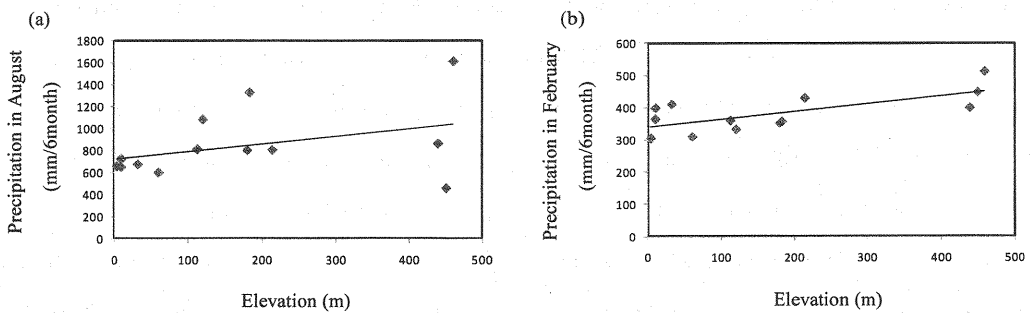 (a)
Precipitation in August
(mm/6month)
1800
1600
1400
1200
1000
800
600
400
200
0
0 100 200 300 400 500
Elevation (m)
(b)
Precipitation in February
(mm/6month)
600
500
400
300
200
100
0
0 100 200 300 400 500
Elevation (m)